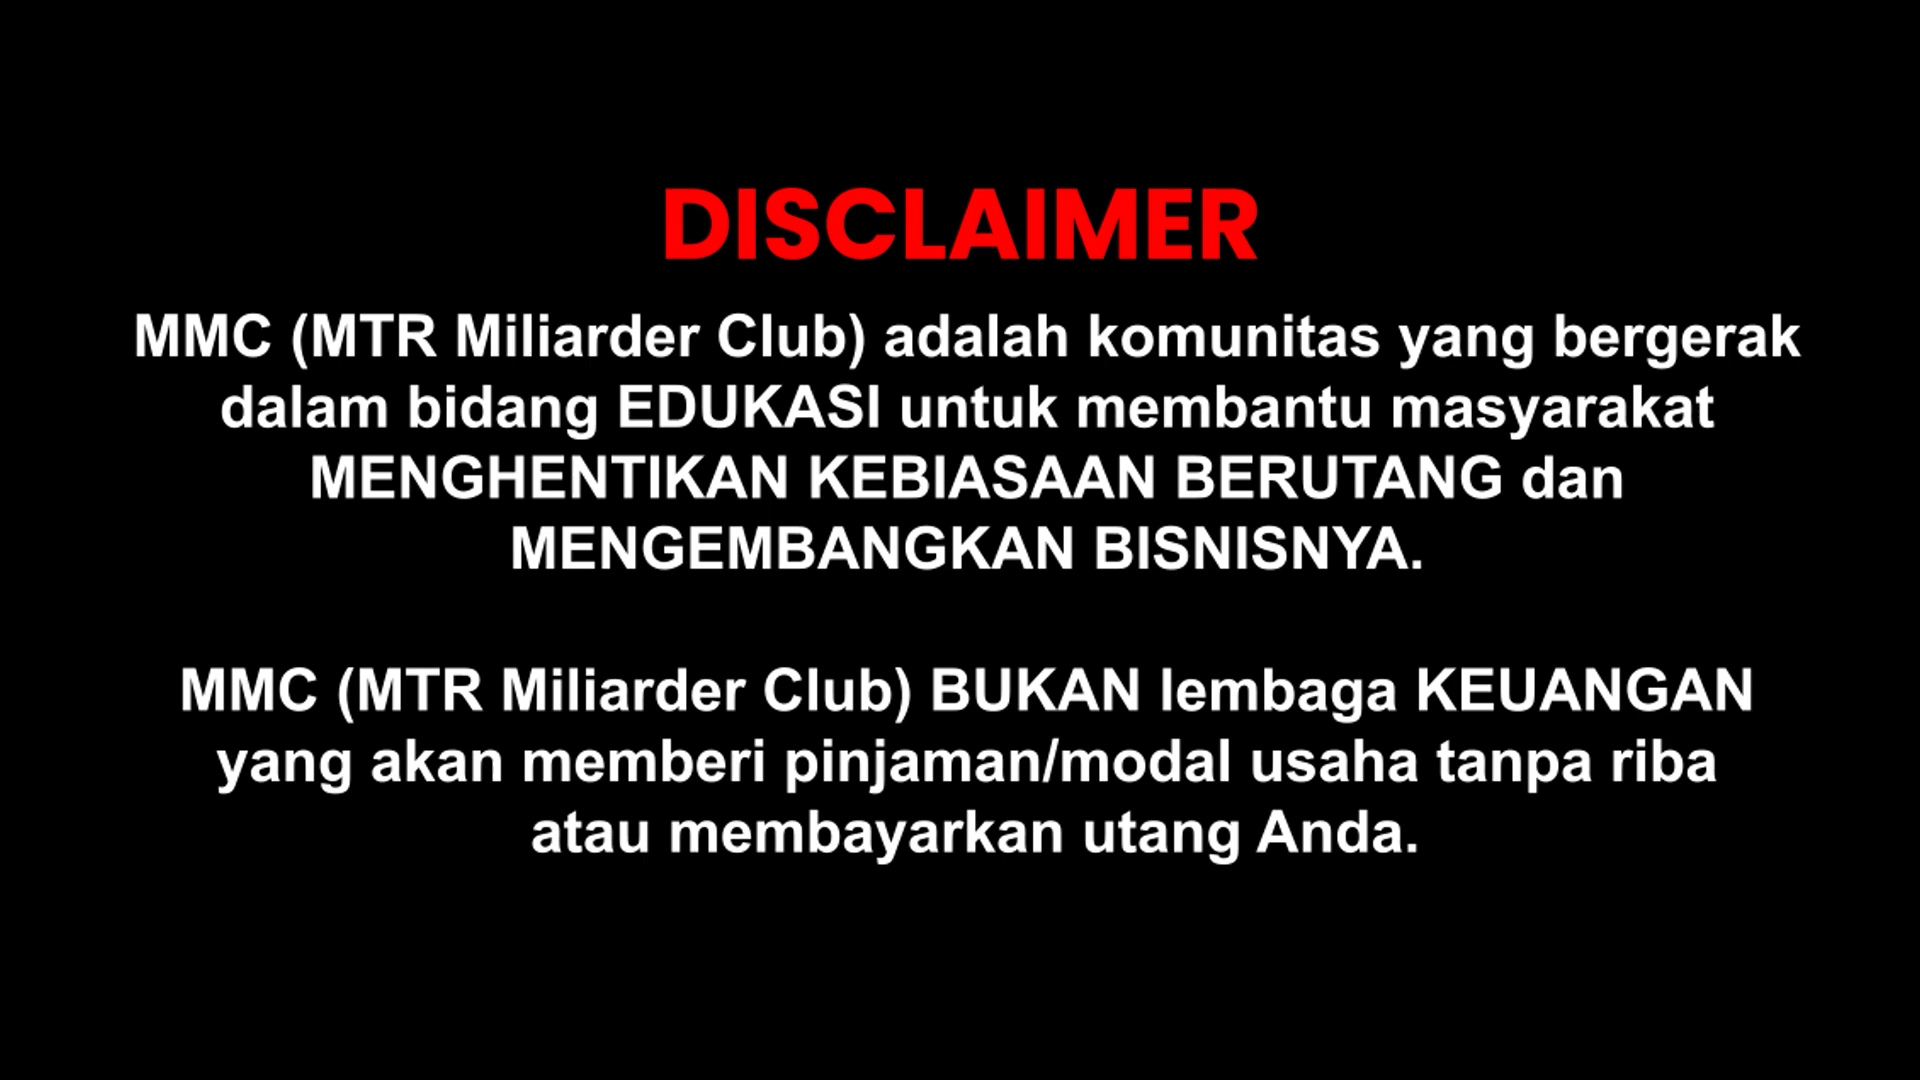 DISCLAIMER
MMC (MTR Miliarder Club) adalah komunitas yang bergerak
dalam bidang EDUKASI untuk membantu masyarakat
MENGHENTIKAN KEBIASAAN BERUTANG dan
MENGEMBANGKAN BISNISNYA.
MMC (MTR Miliarder Club) BUKAN lembaga KEUANGAN
yang akan memberi pinjaman/modal usaha tanpa riba
atau membayarkan utang Anda.